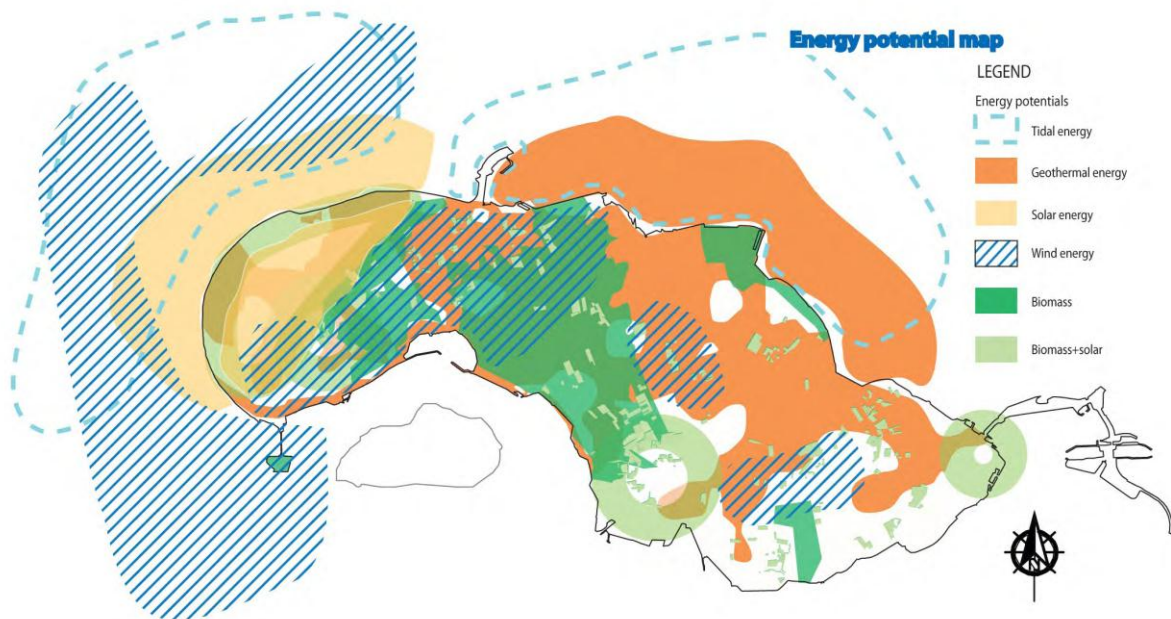 Energy potential map
LEGEND
Energy potentials
Tidal energy
Geothermal energy
Solar energy
Wind energy
Biomass
Biomass+solar
N